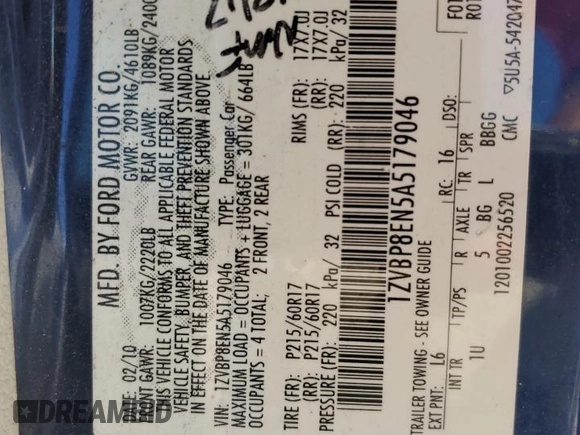 MFD. BY FORD MOTOR CO.
DATE: 02/10 GVWR: 2091KG/4610LB
FRONT GAWR: 1007KG/2220LB REAR GAWR: 1089KG/2400
THIS VEHICLE CONFORMS TO ALL APPLICABLE FEDERAL MOTOR
VEHICLE SAFETY, BUMPER, AND THEFT PREVENTION STANDARDS
IN EFFECT ON THE DATE OF MANUFACTURE SHOWN ABOVE.
VIN: 1ZVBP8EN5A5179046 TYPE: Passenger Car
MAXIMUM LOAD = OCCUPANTS + LUGGAGE = 301KG/ 664LB
OCCUPANTS = 4 TOTAL; 2 FRONT, 2 REAR
TIRE (FR): P215/60R17 RIMS (FR): 17X7.0J
(RR): P215/60R17 (RR): 17X7.0J
PRESSURE (FR): 220 kPa/ 32 PSI COLD (RR): 220 kPa/ 32
1ZVBP8EN5A5179046
TRAILER TOWING - SEE OWNER GUIDE
EXT PNT: L6 RC: 16 DSO:
INT TR TP/PS R AXLE TR SPR
1U 5 BG L BBGG
1201002256520 CMC ▽5U5A-542047
DREAMBID